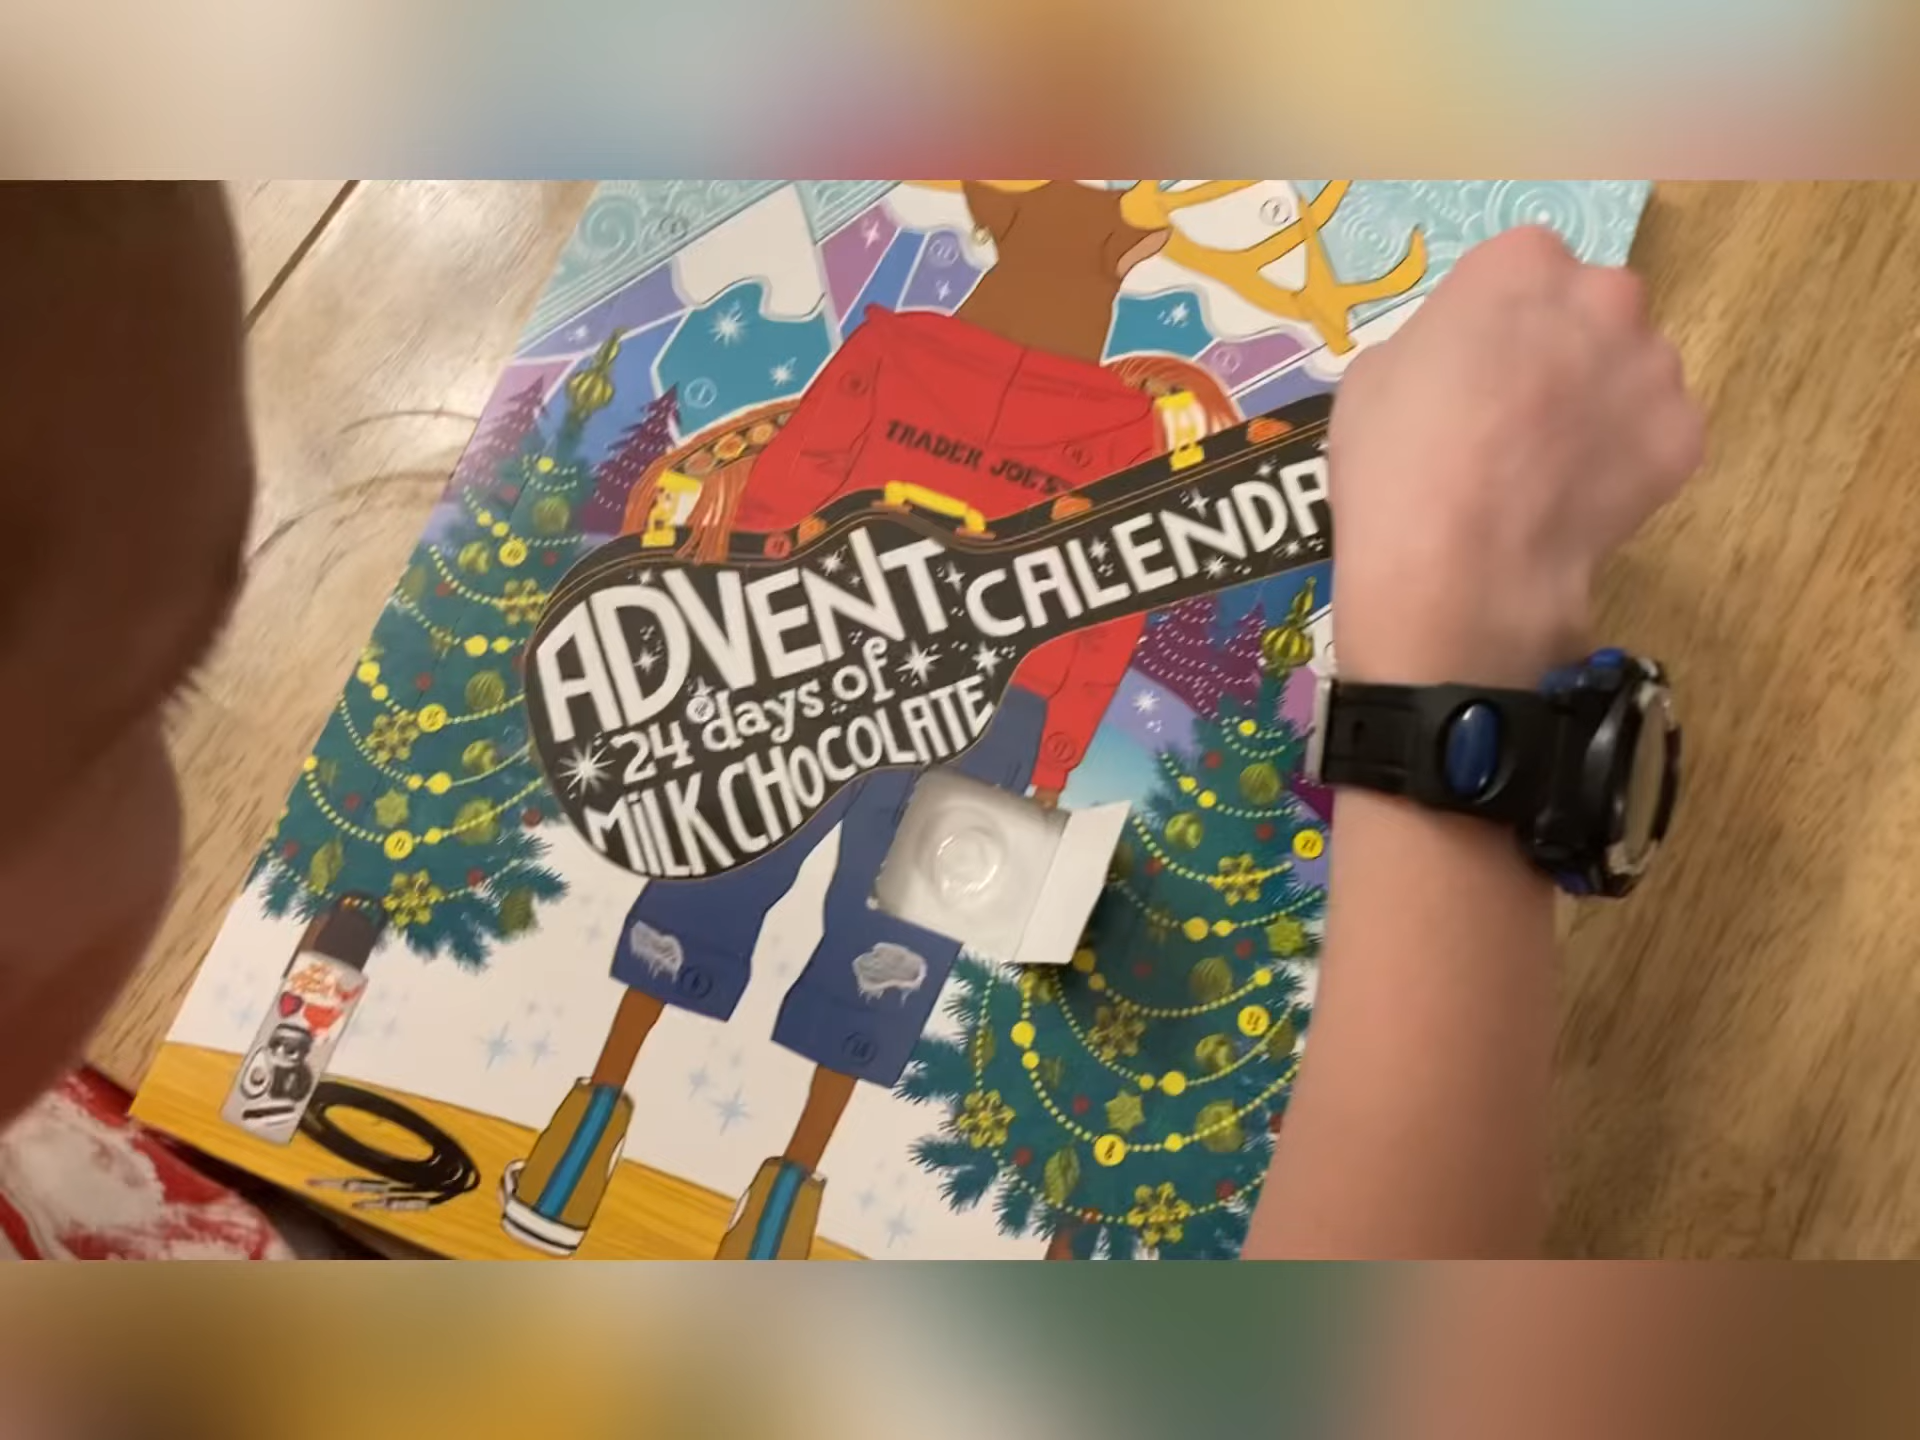 TRADER JOE'S
ADVENT CALENDA
24 days of
MiLK CHOCOLATE